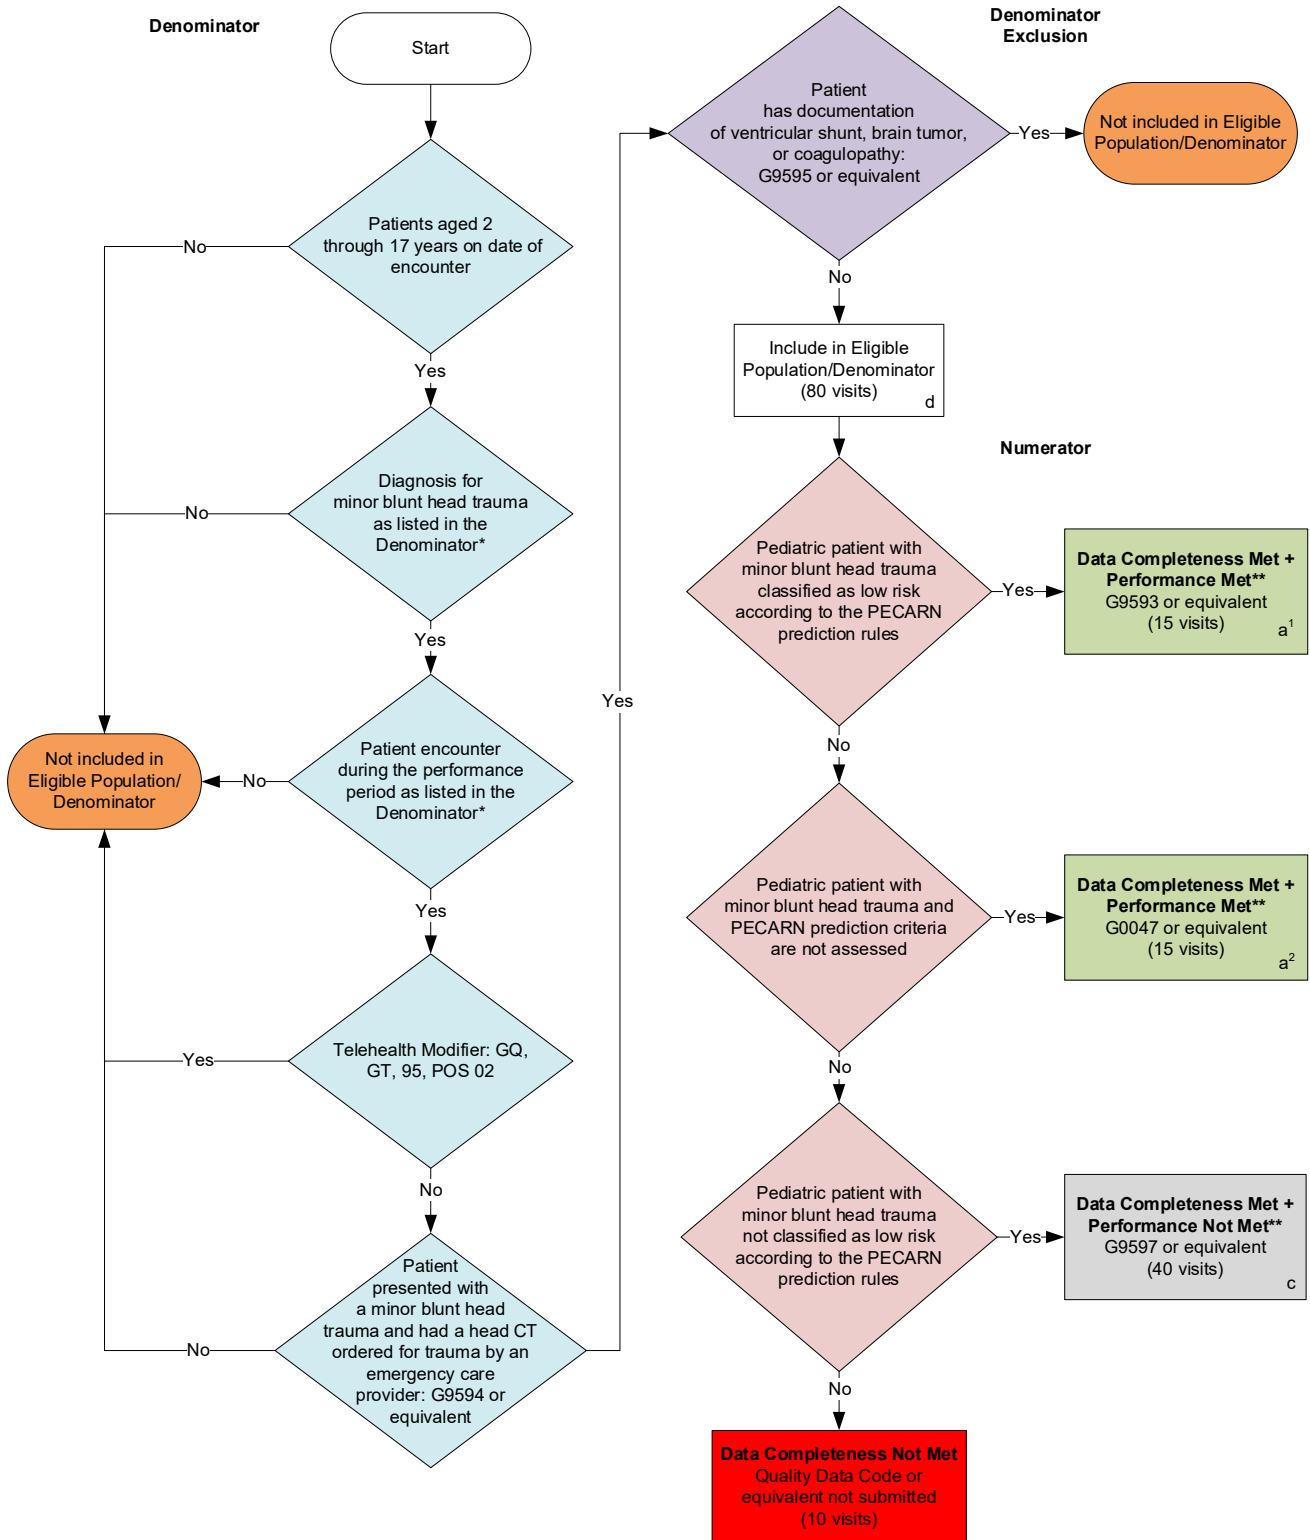 Denominator
Start
Patients aged 2
through 17 years on date of
encounter
No
Yes
Diagnosis for
minor blunt head trauma
as listed in the
Denominator*
No
Yes
Patient encounter
during the performance
period as listed in the
Denominator*
No
Not included in
Eligible Population/
Denominator
Yes
Telehealth Modifier: GQ,
GT, 95, POS 02
Yes
No
Patient
presented with
a minor blunt head
trauma and had a head CT
ordered for trauma by an
emergency care
provider: G9594 or
equivalent
No
Yes
Denominator
Exclusion
Patient
has documentation
of ventricular shunt, brain tumor,
or coagulopathy:
G9595 or equivalent
Yes
Not included in Eligible
Population/Denominator
No
Include in Eligible
Population/Denominator
(80 visits)
d
Numerator
Pediatric patient with
minor blunt head trauma
classified as low risk
according to the PECARN
prediction rules
Yes
Data Completeness Met +
Performance Met**
G9593 or equivalent
(15 visits)
a¹
No
Pediatric patient with
minor blunt head trauma and
PECARN prediction criteria
are not assessed
Yes
Data Completeness Met +
Performance Met**
G0047 or equivalent
(15 visits)
a²
No
Pediatric patient with
minor blunt head trauma
not classified as low risk
according to the PECARN
prediction rules
Yes
Data Completeness Met +
Performance Not Met**
G9597 or equivalent
(40 visits)
c
No
Data Completeness Not Met
Quality Data Code or
equivalent not submitted
(10 visits)